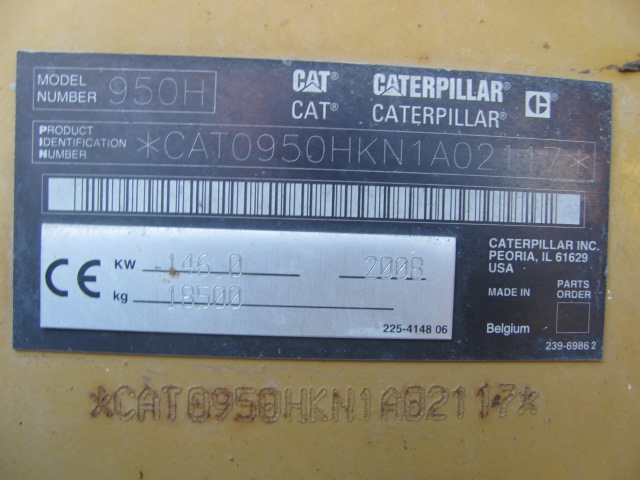 MODEL NUMBER 950H
CAT® CATERPILLAR® C
CAT® CATERPILLAR®
PRODUCT IDENTIFICATION NUMBER *CAT0950HKN1A02117*
CE KW 146.0 2008
kg 18500
225-4148 06
CATERPILLAR INC.
PEORIA, IL 61629
USA
MADE IN PARTS ORDER
Belgium
239-6986 2
*CAT0950HKN1A02117*